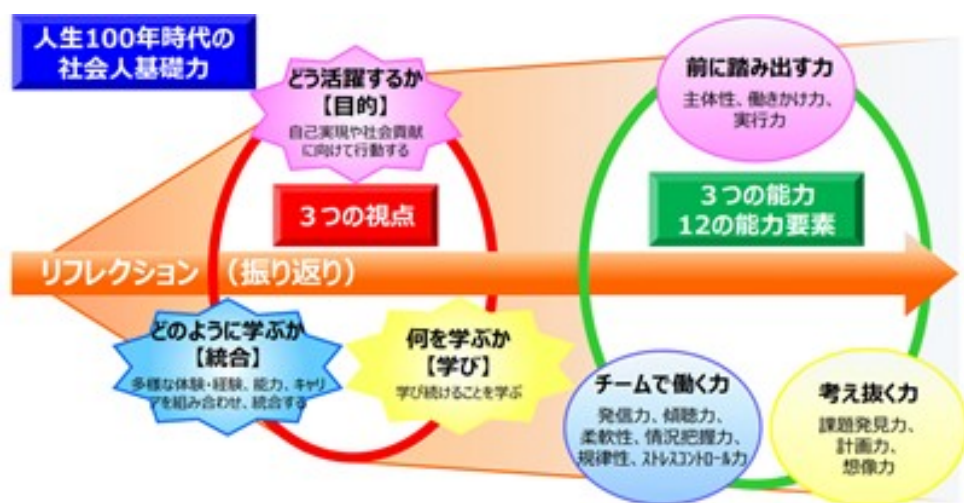 人生100年時代の
社会人基礎力
どう活躍するか
【目的】
自己実現や社会貢献
に向けて行動する
前に踏み出す力
主体性、働きかけ力、
実行力
3つの視点
3つの能力
12の能力要素
リフレクション (振り返り)
どのように学ぶか
【統合】
多様な体験・経験、能力、キャリ
アを組み合わせ、統合する
何を学ぶか
【学び】
学び続けることを学ぶ
チームで働く力
発信力、傾聴力、
柔軟性、情況把握力、
規律性、ストレスコントロール力
考え抜く力
課題発見力、
計画力、
想像力